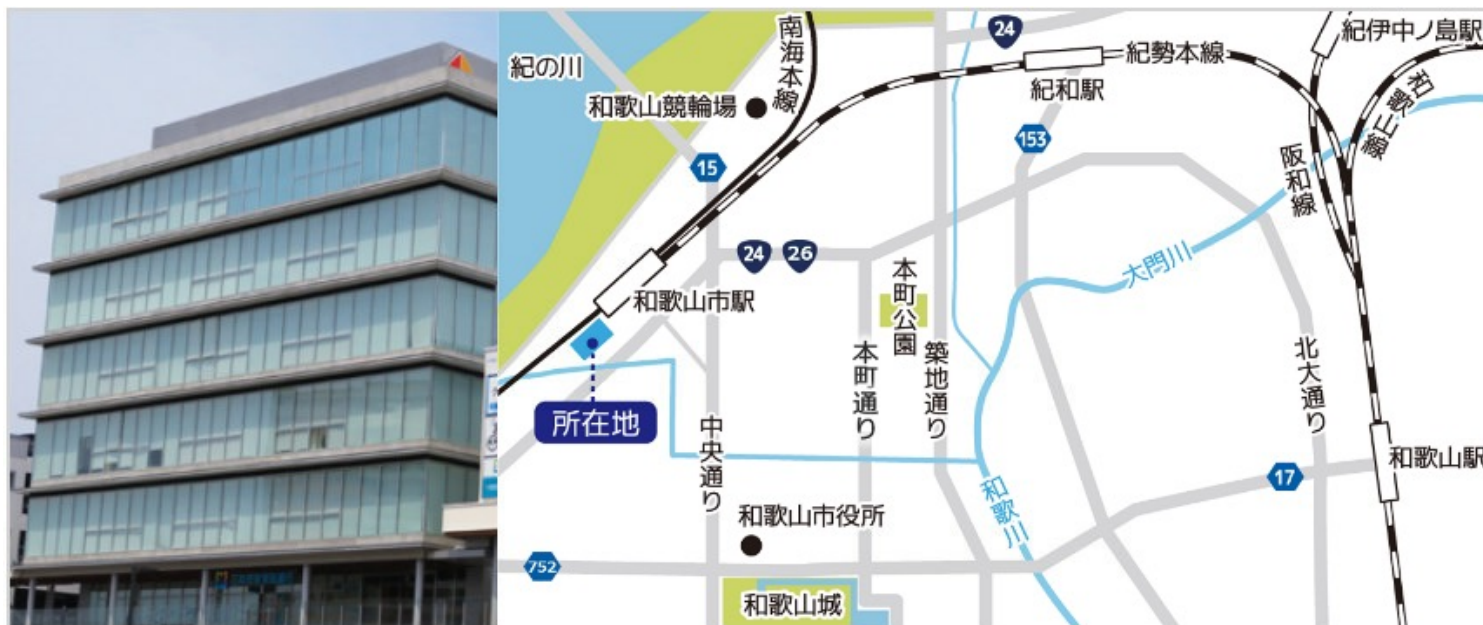 紀の川
和歌山競輪場
南海本線
24
紀和駅
紀勢本線
紀伊中ノ島駅
和歌山線
阪和線
15
153
24
26
和歌山市駅
所在地
本町公園
大門川
中央通り
本町通り
築地通り
北大通り
和歌山駅
17
和歌山市役所
和歌川
752
和歌山城